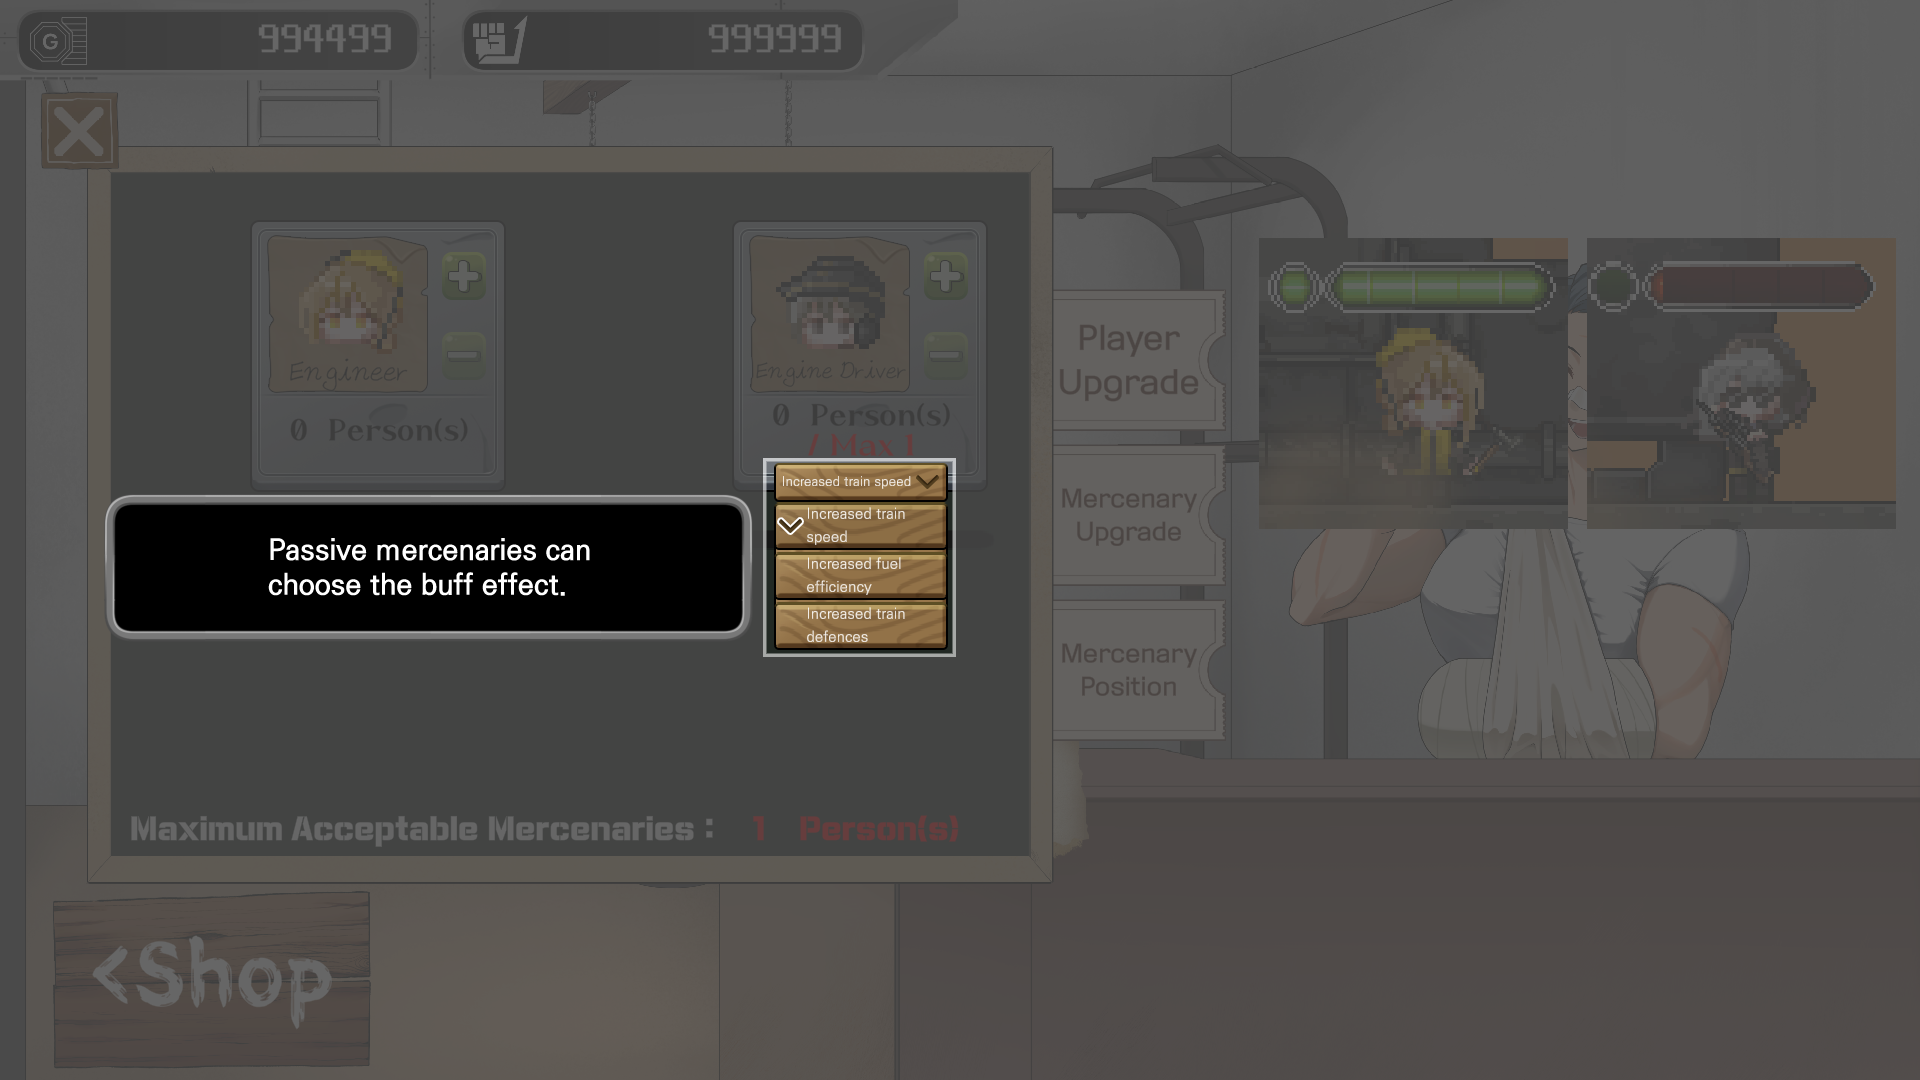 G 994499 999999
Engineer
0 Person(s)
Engine Driver
0 Person(s)
/ Max 1
Increased train speed
Increased train
speed
Increased fuel
efficiency
Increased train
defences
Passive mercenaries can
choose the buff effect.
Maximum Acceptable Mercenaries : 1 Person(s)
Player
Upgrade
Mercenary
Upgrade
Mercenary
Position
<Shop